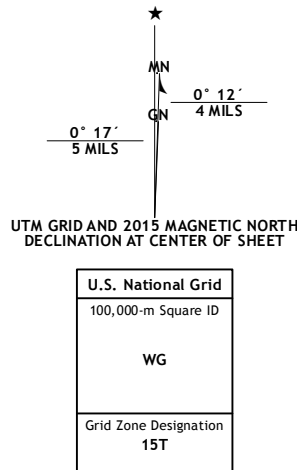 ★
MN
GN
0° 12´
4 MILS
0° 17´
5 MILS
UTM GRID AND 2015 MAGNETIC NORTH
DECLINATION AT CENTER OF SHEET
U.S. National Grid
100,000-m Square ID
WG
Grid Zone Designation
15T